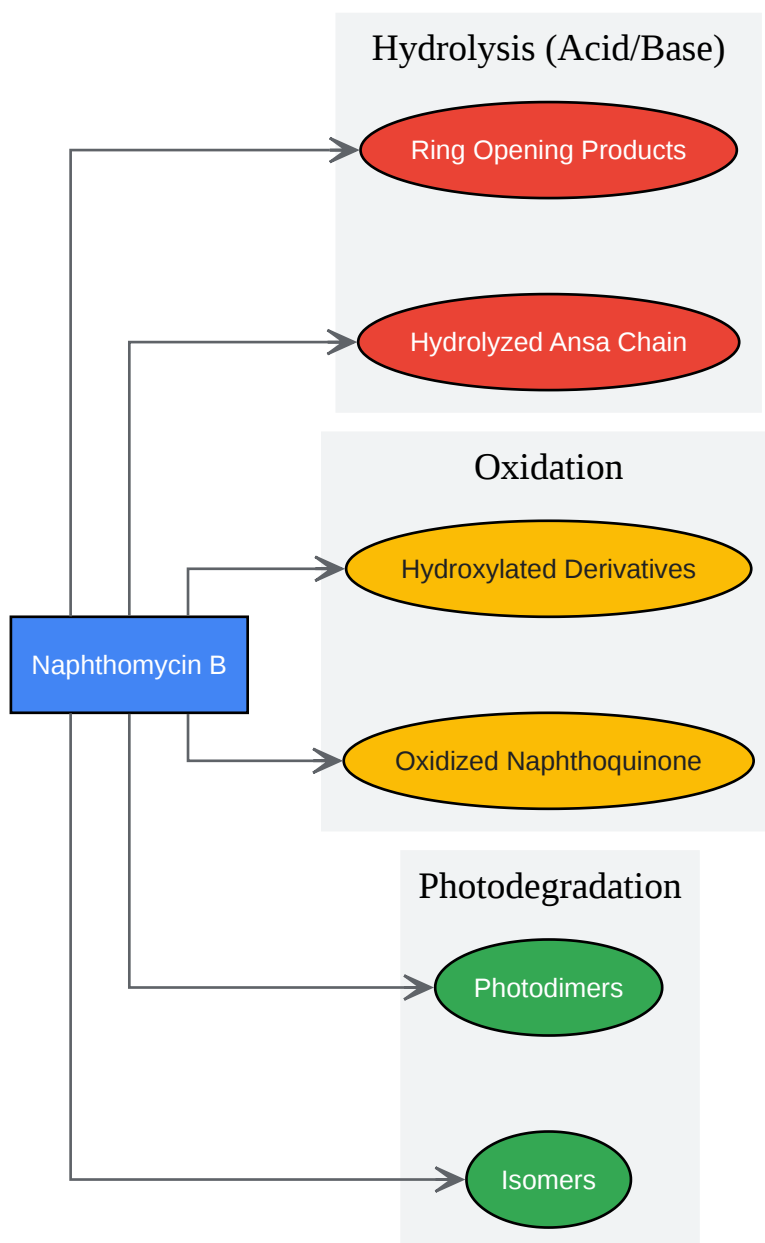 Hydrolysis (Acid/Base)
Ring Opening Products
Hydrolyzed Ansa Chain
Oxidation
Hydroxylated Derivatives
Naphthomycin B
Oxidized Naphthoquinone
Photodegradation
Photodimers
Isomers